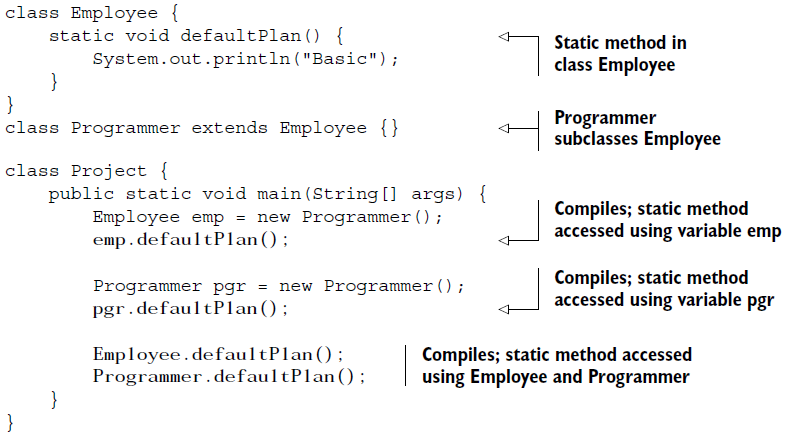 class Employee {
static void defaultPlan() {
System.out.println("Basic");
}
}
Static method in
class Employee
class Programmer extends Employee {}
Programmer
subclasses Employee
class Project {
public static void main(String[] args) {
Employee emp = new Programmer();
emp.defaultPlan();
Compiles; static method
accessed using variable emp
Programmer pgr = new Programmer();
pgr.defaultPlan();
Compiles; static method
accessed using variable pgr
Employee.defaultPlan();
Programmer.defaultPlan();
Compiles; static method accessed
using Employee and Programmer
}
}